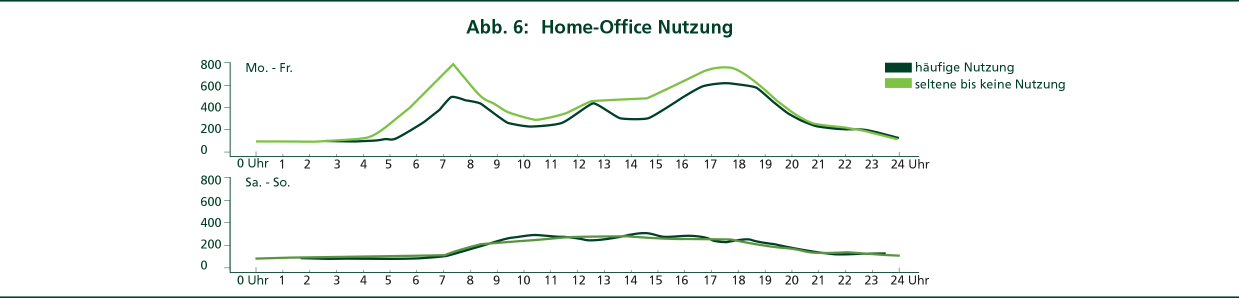 Abb. 6: Home-Office Nutzung
Mo. - Fr.
häufige Nutzung
seltene bis keine Nutzung
800
600
400
200
0
0 Uhr 1 2 3 4 5 6 7 8 9 10 11 12 13 14 15 16 17 18 19 20 21 22 23 24 Uhr
Sa. - So.
800
600
400
200
0
0 Uhr 1 2 3 4 5 6 7 8 9 10 11 12 13 14 15 16 17 18 19 20 21 22 23 24 Uhr